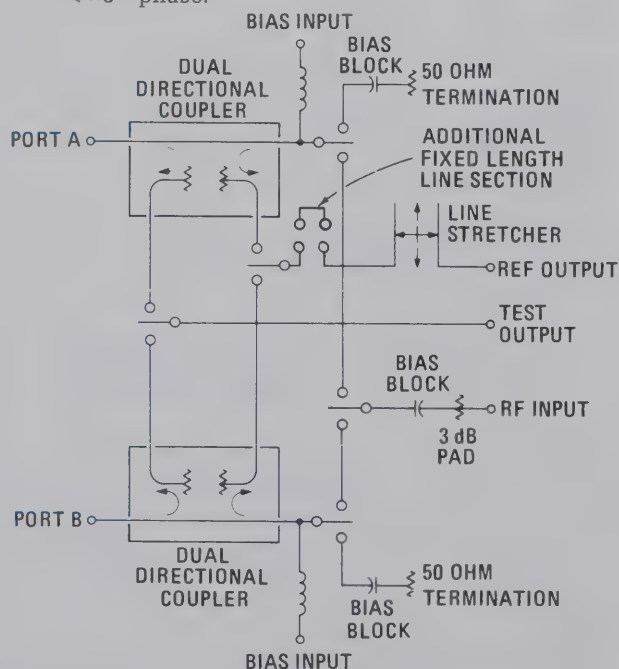 phase.
BIAS INPUT
BIAS
BLOCK
50 OHM
TERMINATION
DUAL
DIRECTIONAL
COUPLER
PORT A
ADDITIONAL
FIXED LENGTH
LINE SECTION
LINE
STRETCHER
REF OUTPUT
TEST
OUTPUT
BIAS
BLOCK
RF INPUT
3 dB
PAD
PORT B
DUAL
DIRECTIONAL
COUPLER
50 OHM
TERMINATION
BIAS
BLOCK
BIAS INPUT